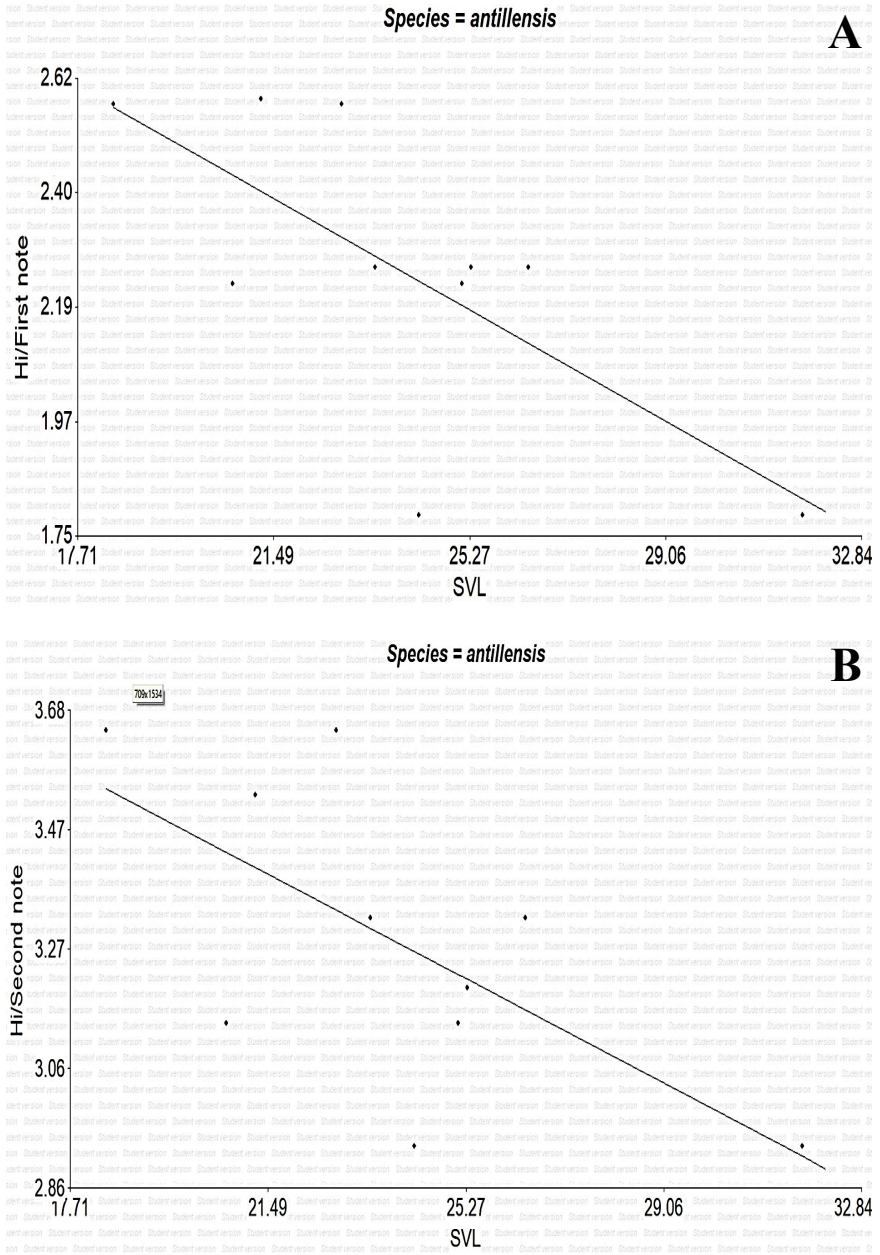 Species = antillensis
A
2.62
2.40
2.19
1.97
1.75
Hi/First note
17.71 21.49 25.27 29.06 32.84
SVL
Species = antillensis
B
709x1534
3.68
3.47
3.27
3.06
2.86
Hi/Second note
17.71 21.49 25.27 29.06 32.84
SVL
Student version